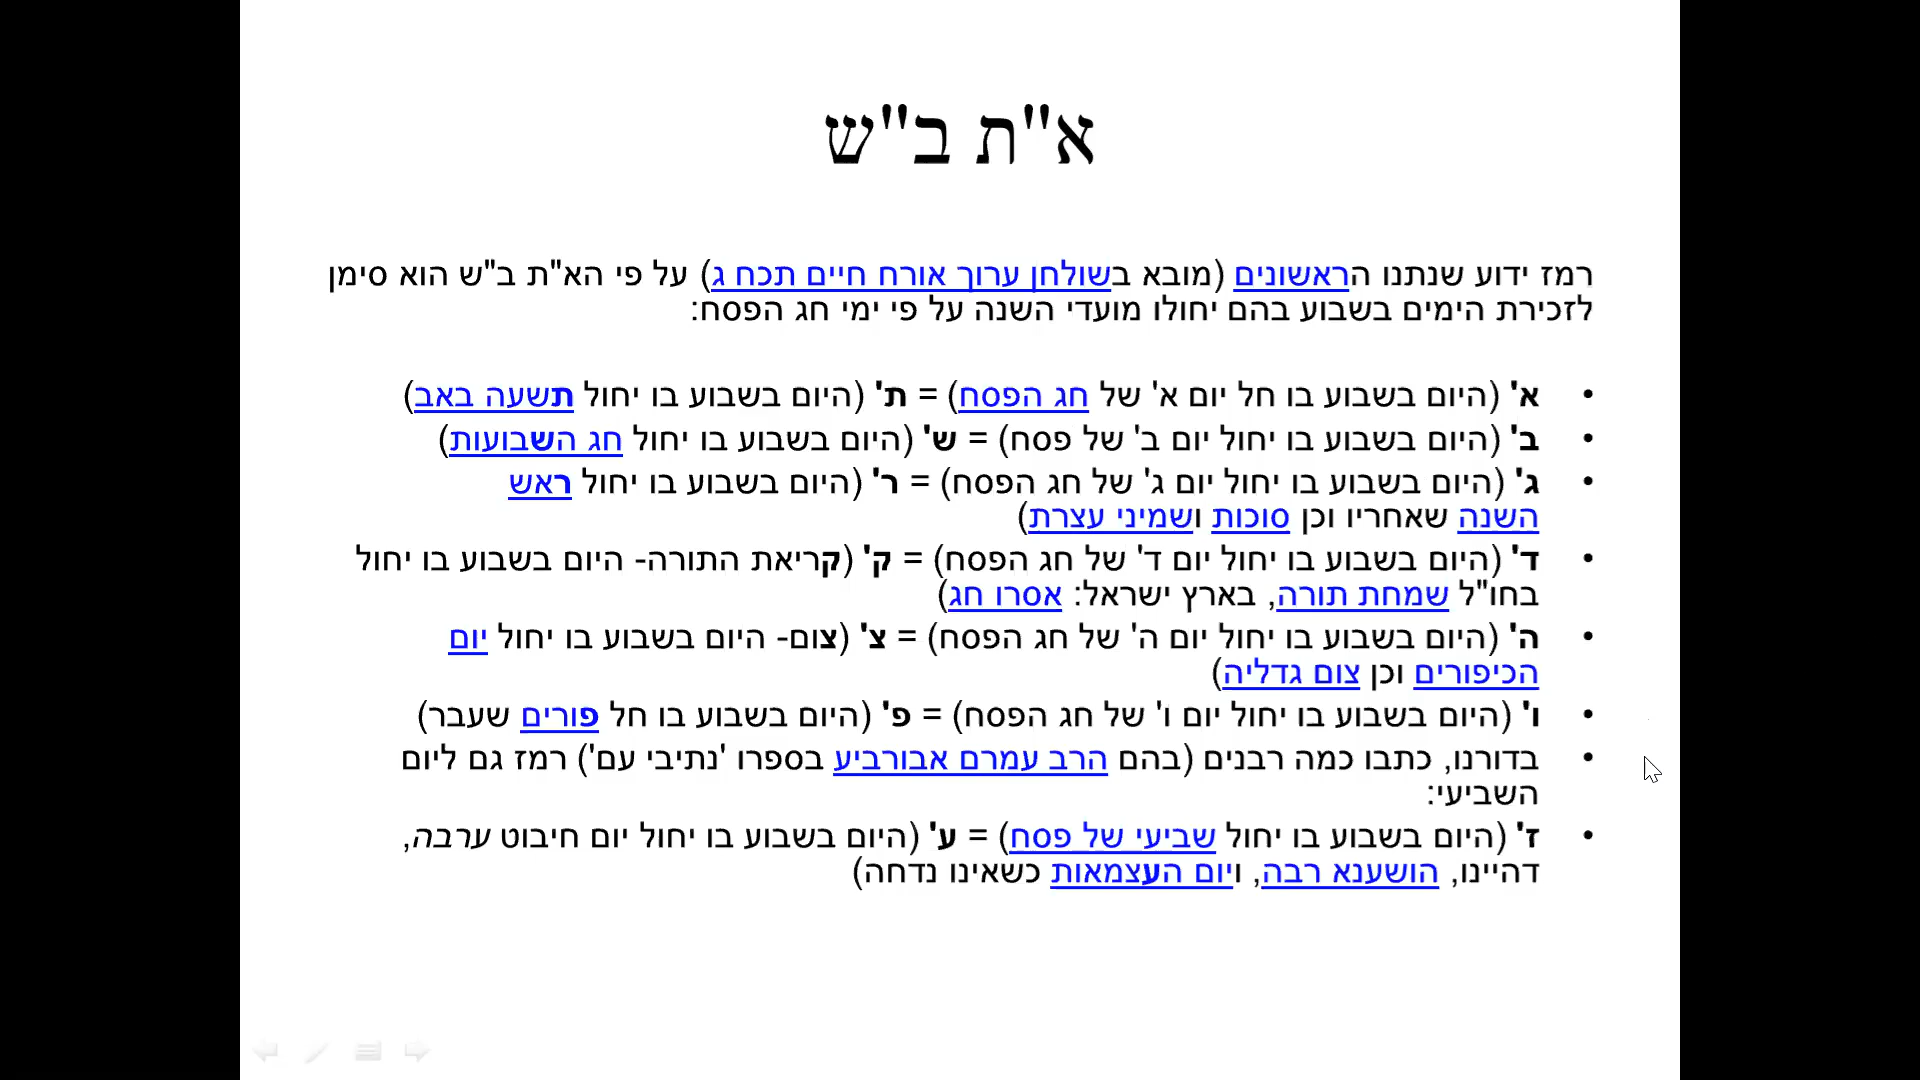 א"ת ב"ש
רמז ידוע שנתנו הראשונים (מובא בשולחן ערוך אורח חיים תכח ג) על פי הא"ת ב"ש הוא סימן
לזכירת הימים בשבוע בהם יחולו מועדי השנה על פי ימי חג הפסח:
• א' (היום בשבוע בו חל יום א' של חג הפסח) = ת' (היום בשבוע בו יחול תשעה באב)
• ב' (היום בשבוע בו יחול יום ב' של פסח) = ש' (היום בשבוע בו יחול חג השבועות)
• ג' (היום בשבוע בו יחול יום ג' של חג הפסח) = ר' (היום בשבוע בו יחול ראש
השנה שאחריו וכן סוכות ושמיני עצרת)
• ד' (היום בשבוע בו יחול יום ד' של חג הפסח) = ק' (קריאת התורה- היום בשבוע בו יחול
בחו"ל שמחת תורה, בארץ ישראל: אסרו חג)
• ה' (היום בשבוע בו יחול יום ה' של חג הפסח) = צ' (צום- היום בשבוע בו יחול יום
הכיפורים וכן צום גדליה)
• ו' (היום בשבוע בו יחול יום ו' של חג הפסח) = פ' (היום בשבוע בו חל פורים שעבר)
• בדורנו, כתבו כמה רבנים (בהם הרב עמרם אבורביע בספרו 'נתיבי עם') רמז גם ליום
השביעי:
• ז' (היום בשבוע בו יחול שביעי של פסח) = ע' (היום בשבוע בו יחול יום חיבוט ערבה,
דהיינו, הושענא רבה, ויום העצמאות כשאינו נדחה)